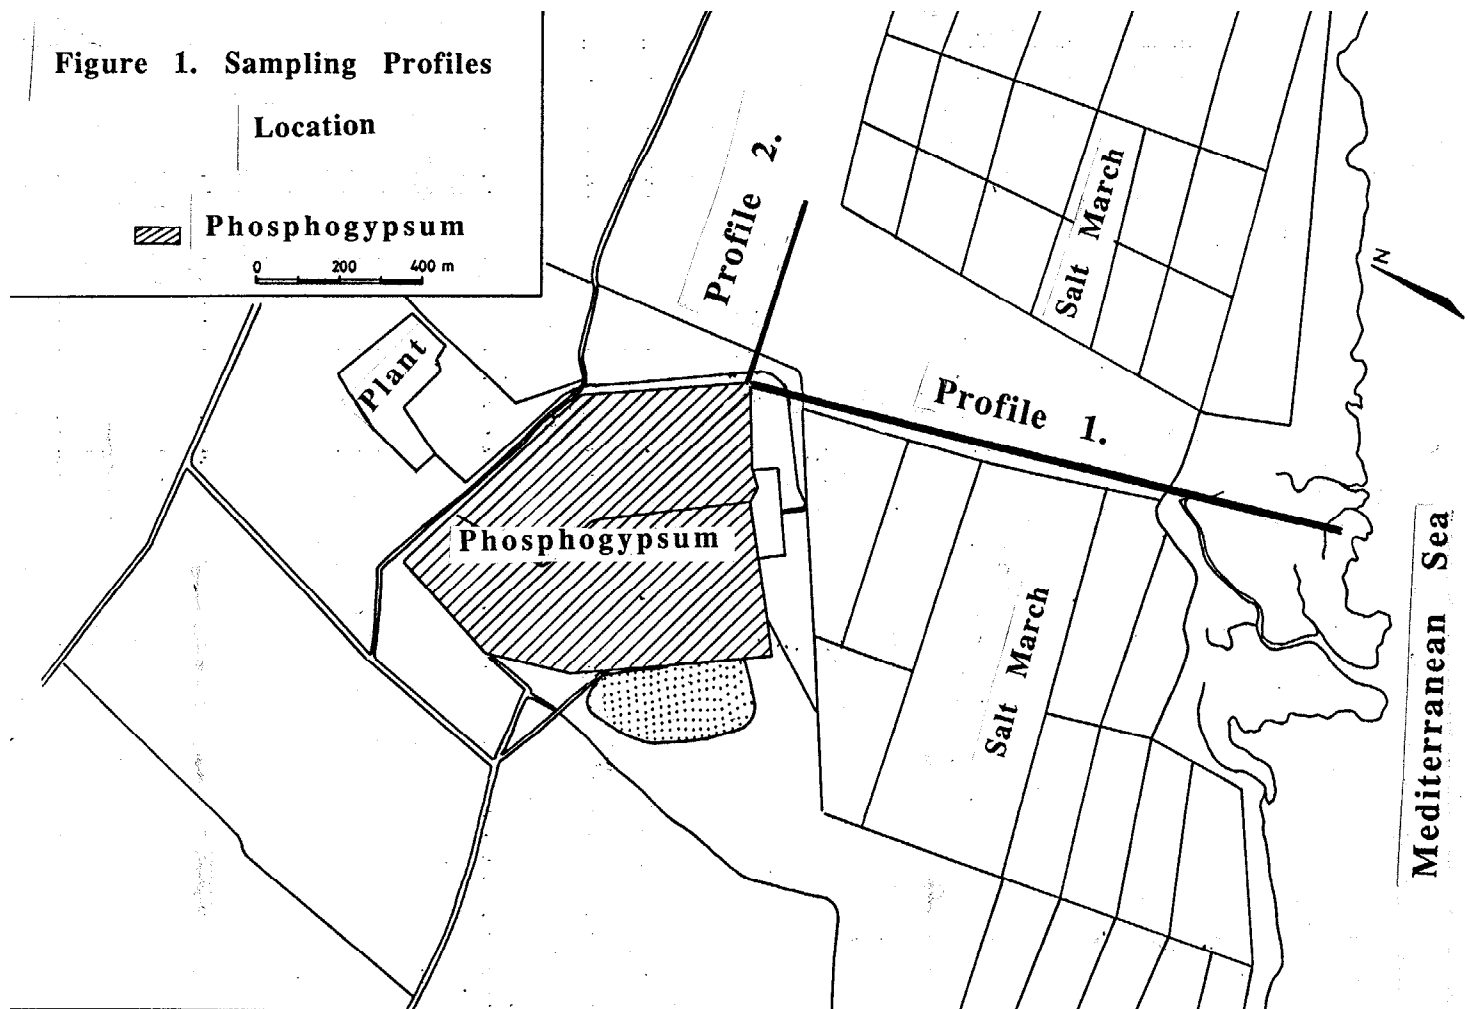 Figure 1. Sampling Profiles
Location
Phosphogypsum
0 200 400 m
Plant
Profile 2.
Profile 1.
Salt March
N
Phosphogypsum
Salt March
Mediterranean Sea